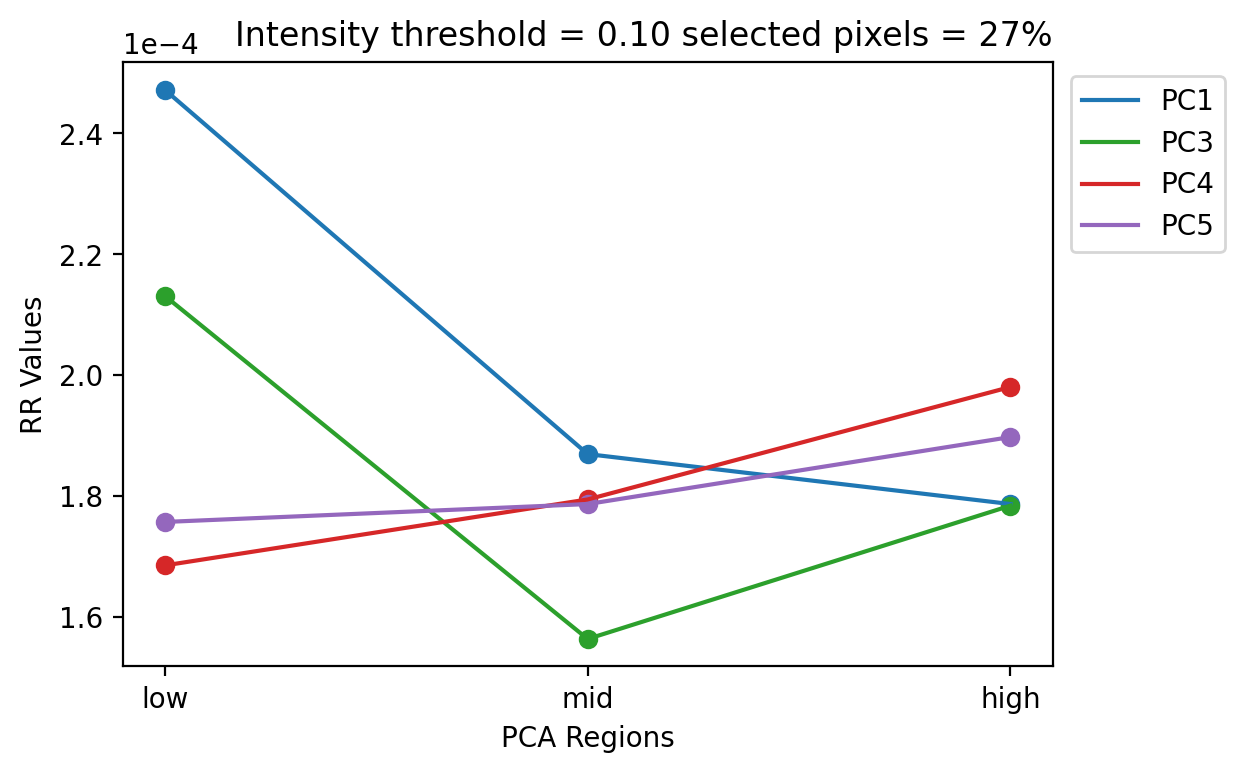 Intensity threshold = 0.10 selected pixels = 27%
1e−4
2.4
2.2
2.0
1.8
1.6
RR Values
low
mid
high
PCA Regions
PC1
PC3
PC4
PC5